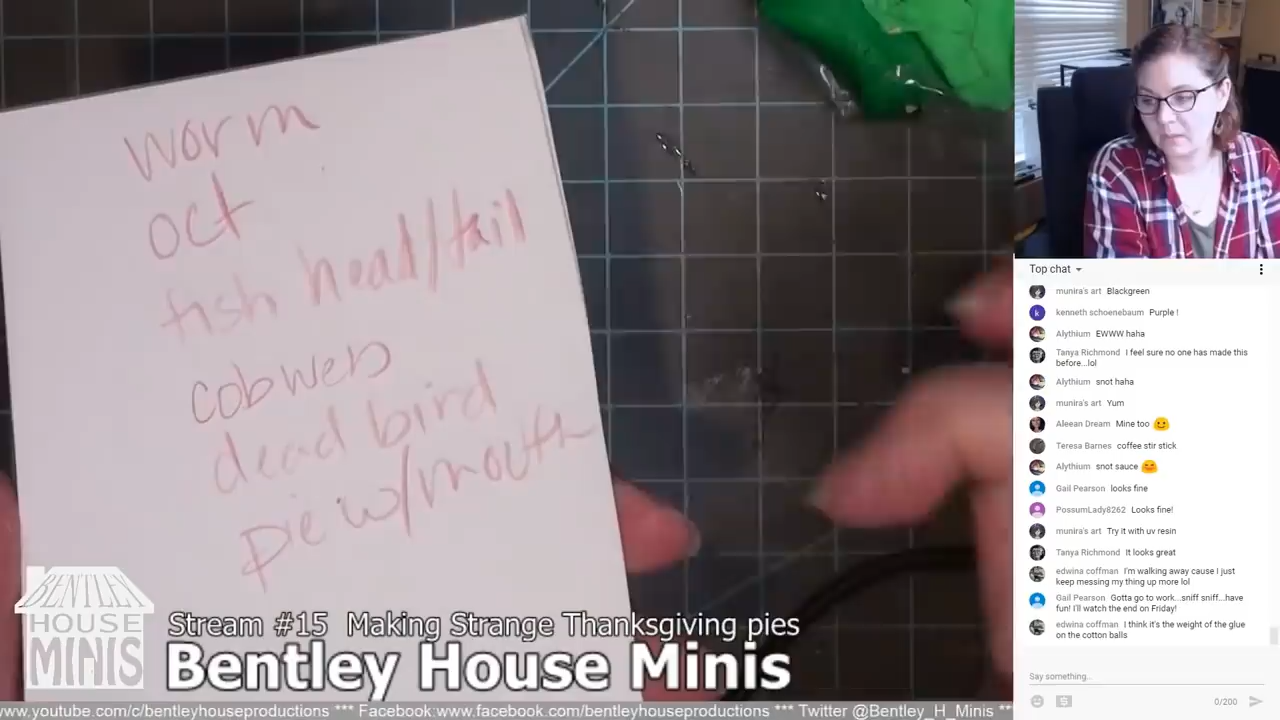 worm
oct
fish head/tail
cobweb
dead bird
pie w/mouth
BENTLEY
HOUSE
MINIS
Stream #15 Making Strange Thanksgiving pies
Bentley House Minis
www.youtube.com/c/bentleyhouseproductions *** Facebook:www.facebook.com/bentleyhouseproductions *** Twitter @Bentley_H_Minis **
Top chat
munira's art Blackgreen
kenneth schoenebaum Purple !
Alythium EWWW haha
Tanya Richmond I feel sure no one has made this
before...lol
Alythium snot haha
munira's art Yum
Aleean Dream Mine too
Teresa Barnes coffee stir stick
Alythium snot sauce
Gail Pearson looks fine
PossumLady8262 Looks fine!
munira's art Try it with uv resin
Tanya Richmond It looks great
edwina coffman I'm walking away cause I just
keep messing my thing up more lol
Gail Pearson Gotta go to work...sniff sniff...have
fun! I'll watch the end on Friday!
edwina coffman I think it's the weight of the glue
on the cotton balls
Say something...
0/200